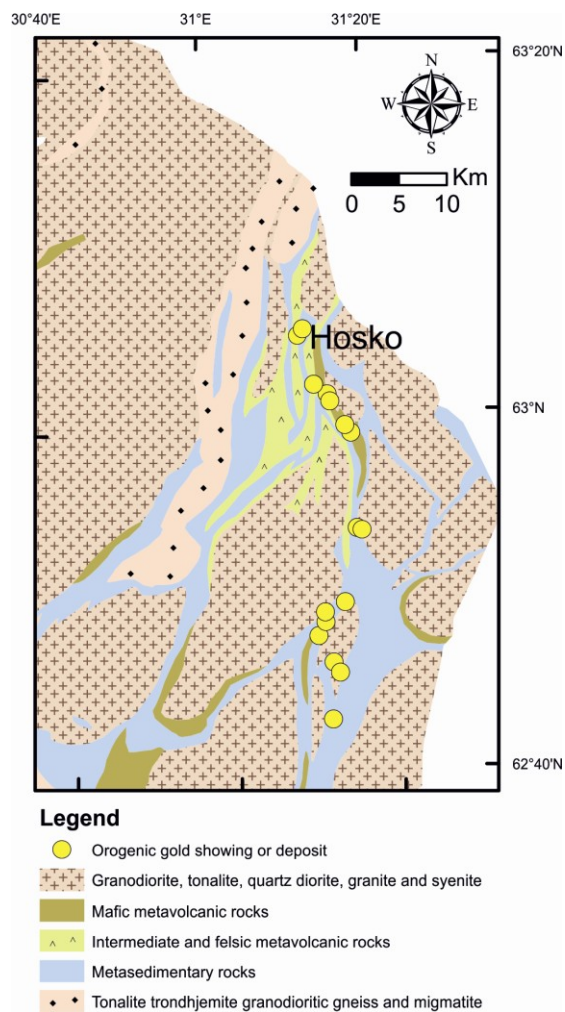 30°40'E
31°E
31°20'E
63°20'N
N
W
E
S
Km
0
5
10
Hosko
63°N
62°40'N
Legend
Orogenic gold showing or deposit
Granodiorite, tonalite, quartz diorite, granite and syenite
Mafic metavolcanic rocks
Intermediate and felsic metavolcanic rocks
Metasedimentary rocks
Tonalite trondhjemite granodioritic gneiss and migmatite